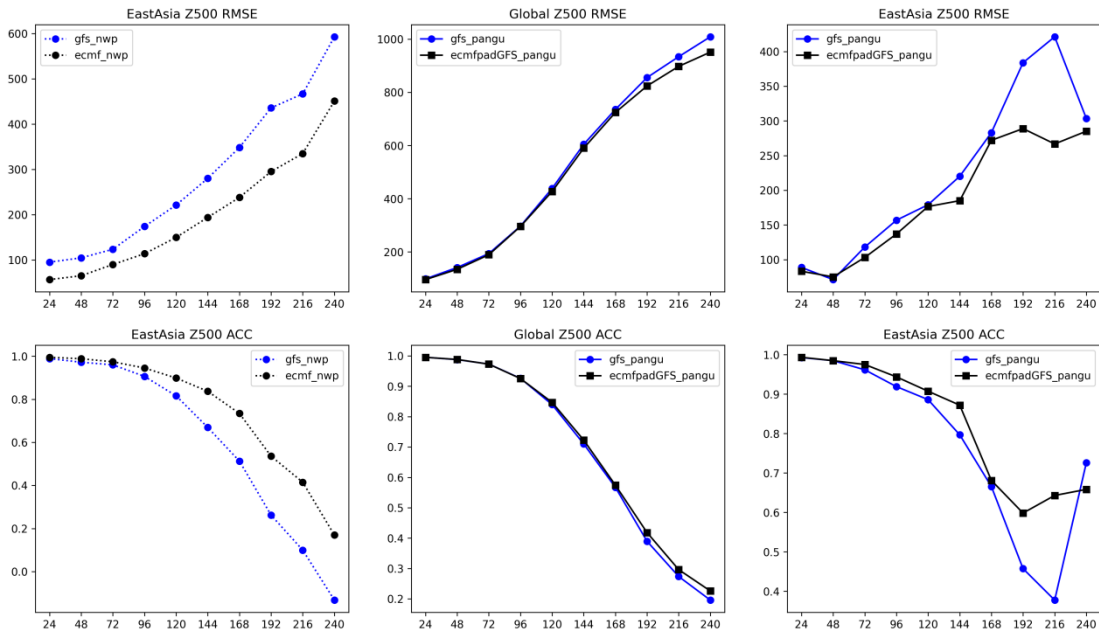 EastAsia Z500 RMSE
gfs_nwp
ecmf_nwp
600
500
400
300
200
100
24 48 72 96 120 144 168 192 216 240
Global Z500 RMSE
gfs_pangu
ecmfpadGFS_pangu
1000
800
600
400
200
24 48 72 96 120 144 168 192 216 240
EastAsia Z500 RMSE
gfs_pangu
ecmfpadGFS_pangu
400
350
300
250
200
150
100
24 48 72 96 120 144 168 192 216 240
EastAsia Z500 ACC
gfs_nwp
ecmf_nwp
1.0
0.8
0.6
0.4
0.2
0.0
24 48 72 96 120 144 168 192 216 240
Global Z500 ACC
gfs_pangu
ecmfpadGFS_pangu
1.0
0.9
0.8
0.7
0.6
0.5
0.4
0.3
0.2
24 48 72 96 120 144 168 192 216 240
EastAsia Z500 ACC
gfs_pangu
ecmfpadGFS_pangu
1.0
0.9
0.8
0.7
0.6
0.5
0.4
24 48 72 96 120 144 168 192 216 240